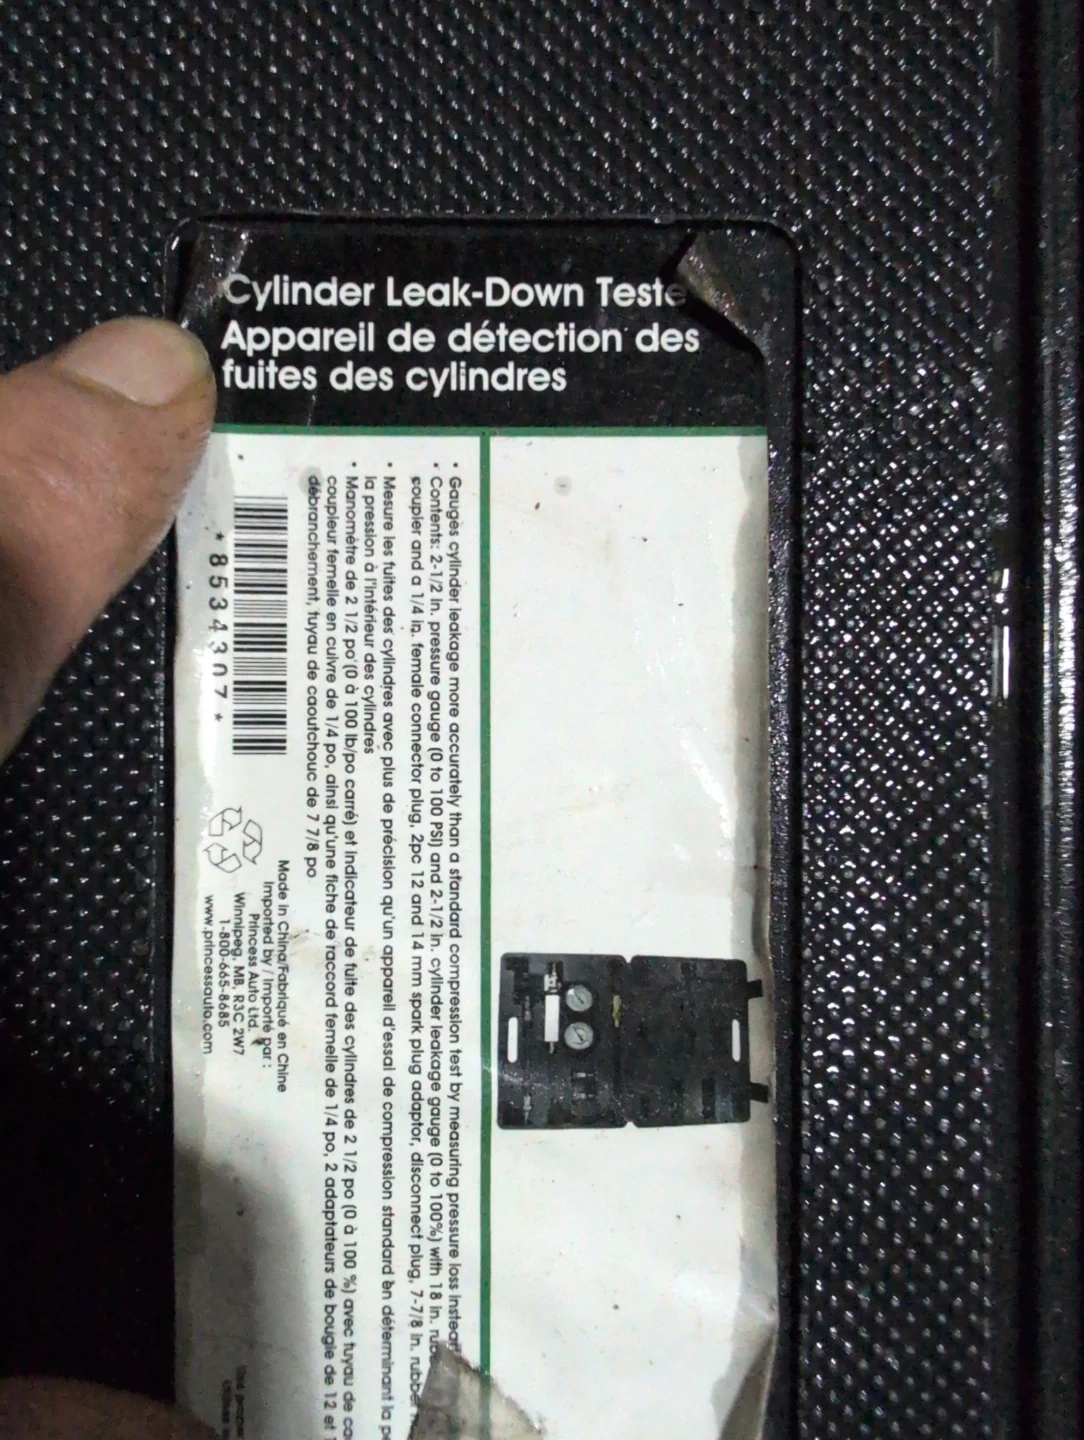 Cylinder Leak-Down Teste
Appareil de détection des
fuites des cylindres
• Gauges cylinder leakage more accurately than a standard compression test by measuring pressure loss instead
• Contents: 2-1/2 in. pressure gauge (0 to 100 PSI) and 2-1/2 in. cylinder leakage gauge (0 to 100%) with 18 in.
coupler and a 1/4 in. female connector plug, 2pc 12 and 14 mm spark plug adaptor, disconnect plug, 7-7/8 in. rubber
• Mesure les fuites des cylindres avec plus de précision qu'un appareil d'essai de compression standard en déterminant la
la pression à l'intérieur des cylindres
• Manomètre de 2 1/2 po (0 à 100 lb/po carré) et indicateur de fuite des cylindres de 2 1/2 po (0 à 100 %) avec tuyau de
coupleur femelle en cuivre de 1/4 po, ainsi qu'une fiche de raccord femelle de 1/4 po, 2 adaptateurs de bougie de 12 et
débranchement, tuyau de caoutchouc de 7 7/8 po
*8534307*
Made in China/Fabriqué en Chine
Imported by / Importé par :
Princess Auto Ltd.
Winnipeg, MB, R3C 2W7
1-800-665-8685
www.princessauto.com